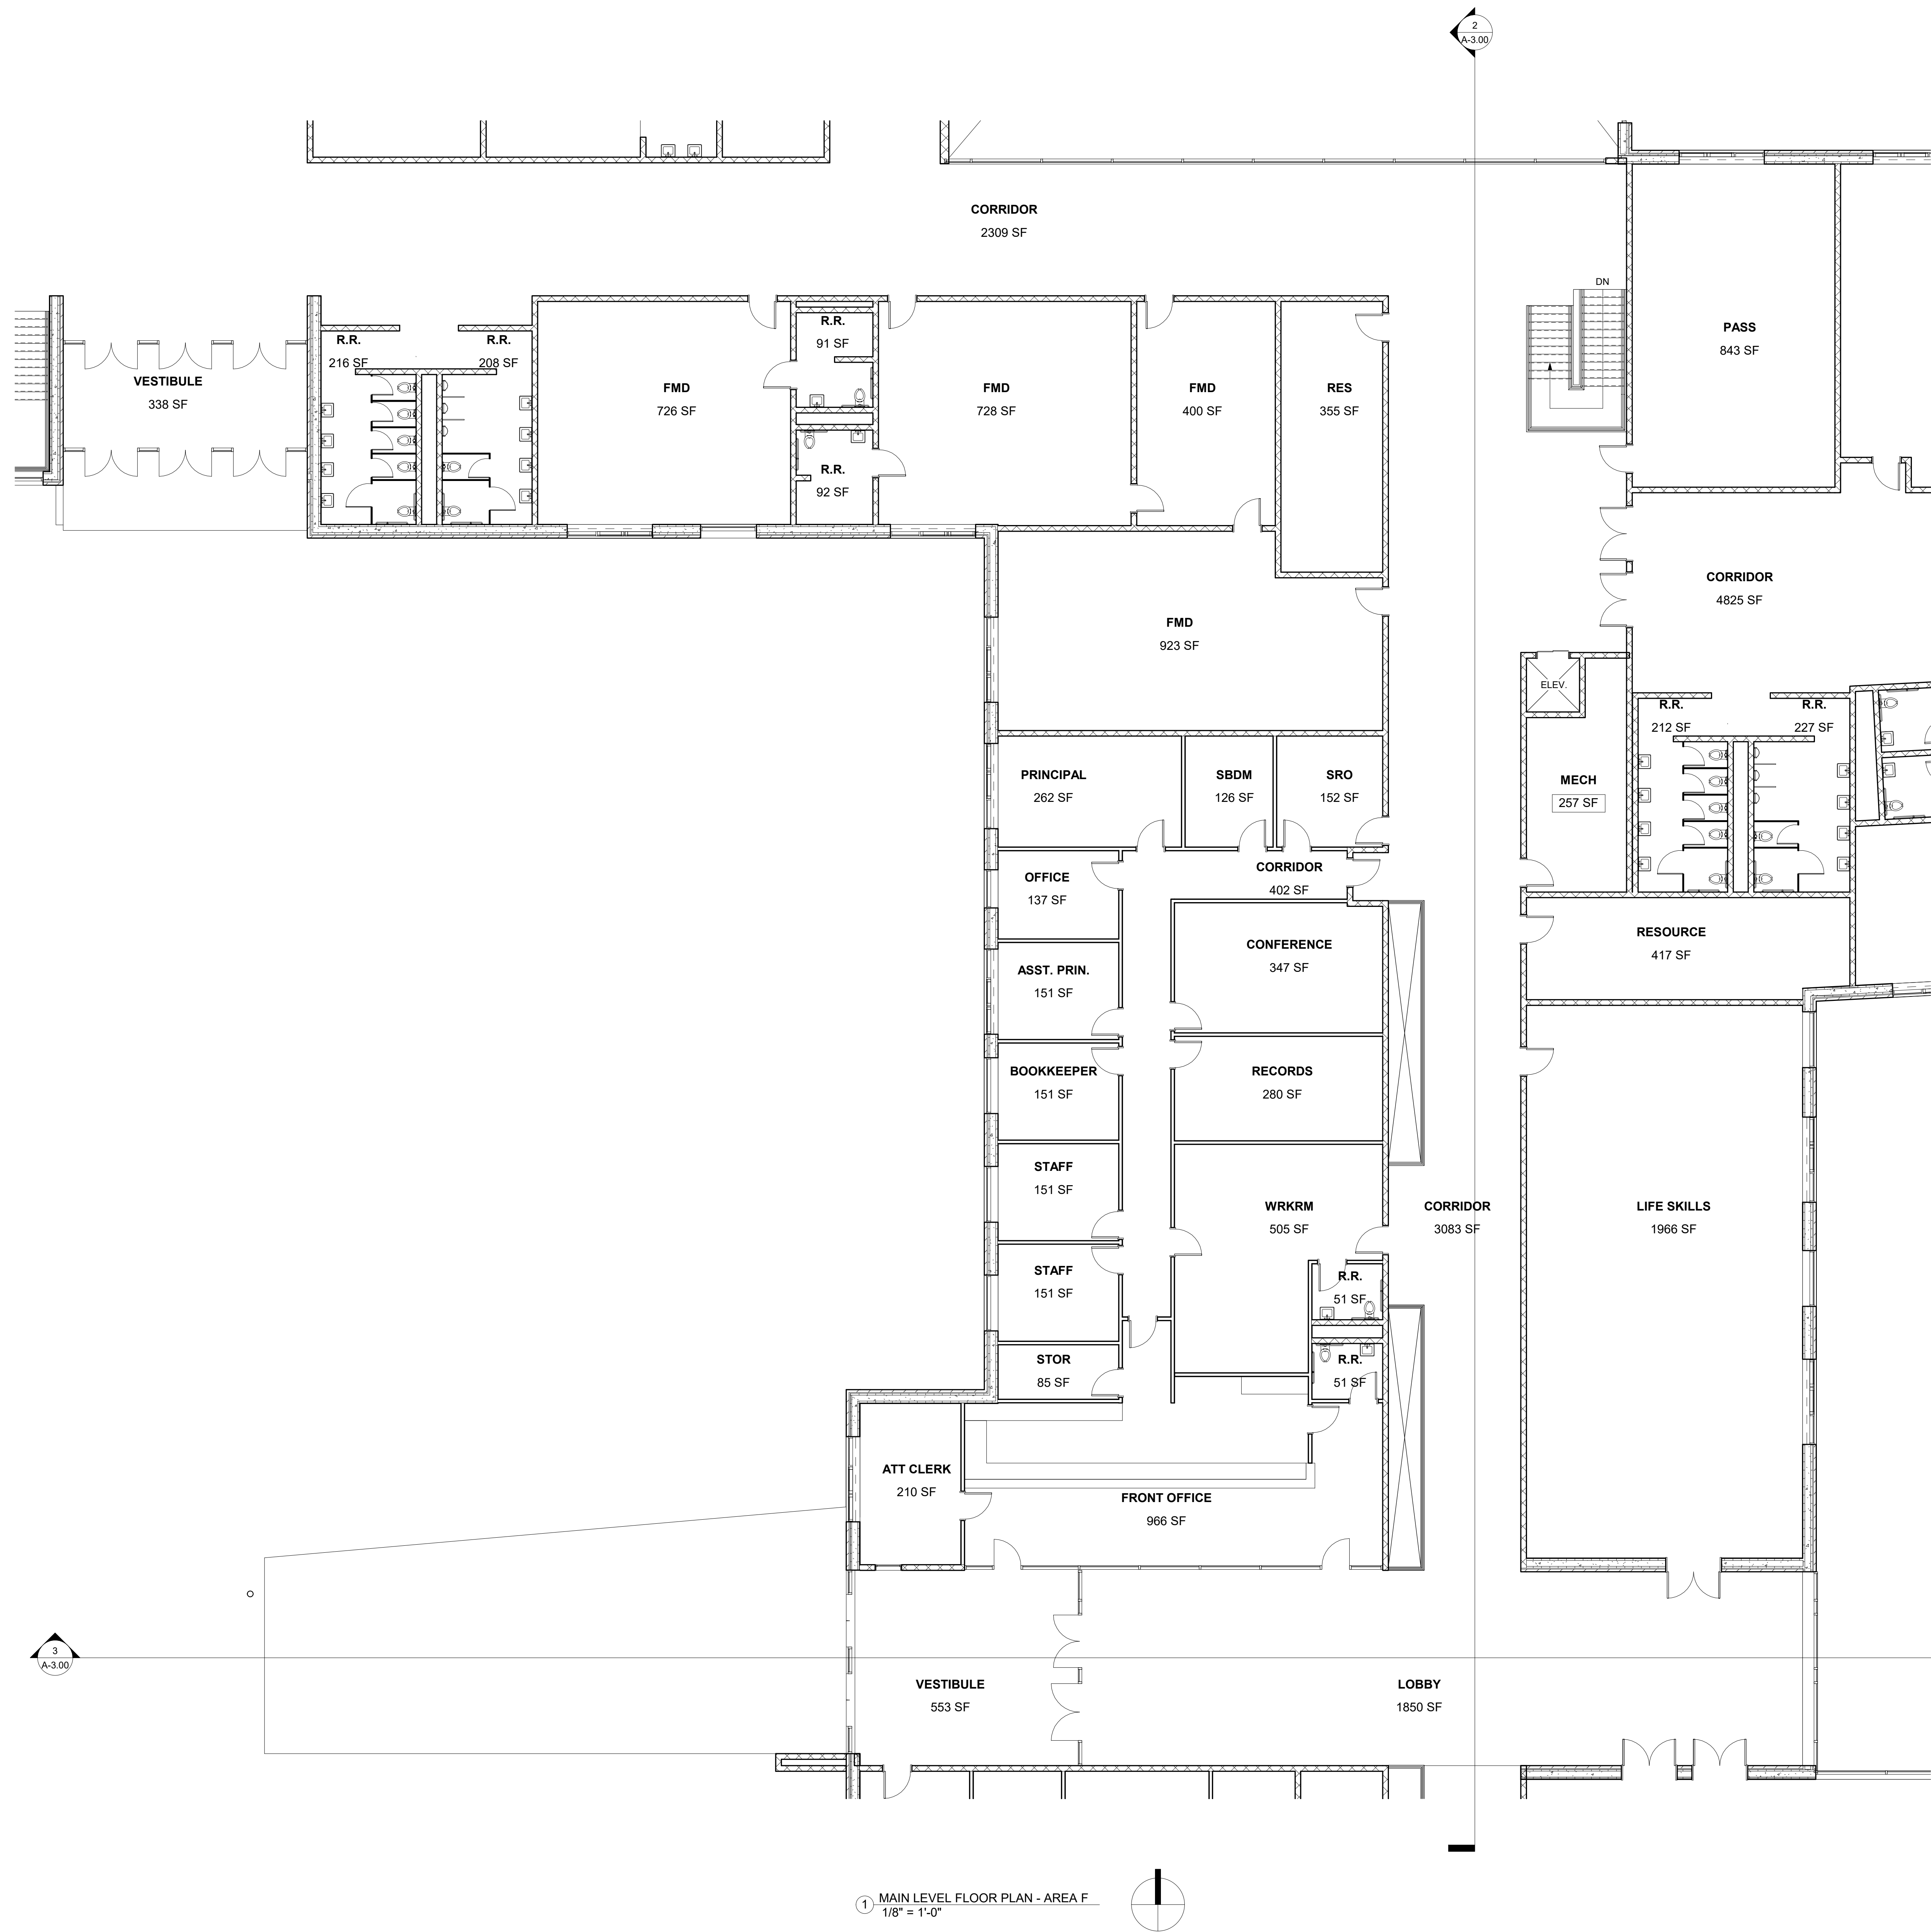 2
A-3.00
CORRIDOR
2309 SF
DN
PASS
843 SF
R.R.
216 SF
R.R.
208 SF
R.R.
91 SF
VESTIBULE
338 SF
FMD
726 SF
FMD
728 SF
FMD
400 SF
RES
355 SF
R.R.
92 SF
CORRIDOR
4825 SF
FMD
923 SF
ELEV.
R.R.
212 SF
R.R.
227 SF
PRINCIPAL
262 SF
SBDM
126 SF
SRO
152 SF
MECH
257 SF
OFFICE
137 SF
CORRIDOR
402 SF
CONFERENCE
347 SF
RESOURCE
417 SF
ASST. PRIN.
151 SF
BOOKKEEPER
151 SF
RECORDS
280 SF
STAFF
151 SF
WRKRM
505 SF
CORRIDOR
3083 SF
LIFE SKILLS
1966 SF
STAFF
151 SF
R.R.
51 SF
STOR
85 SF
R.R.
51 SF
ATT CLERK
210 SF
FRONT OFFICE
966 SF
3
A-3.00
VESTIBULE
553 SF
LOBBY
1850 SF
1
MAIN LEVEL FLOOR PLAN - AREA F
1/8" = 1'-0"